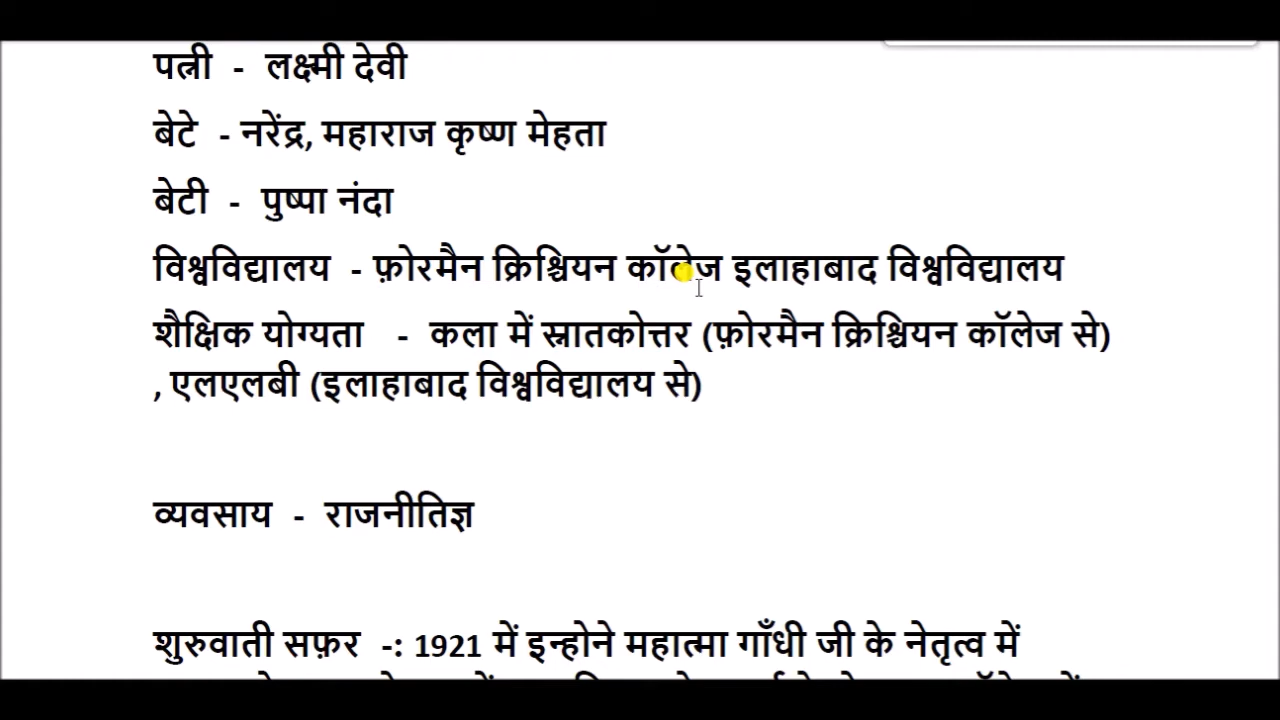 पत्नी - लक्ष्मी देवी
बेटे - नरेंद्र, महाराज कृष्ण मेहता
बेटी - पुष्पा नंदा
विश्वविद्यालय - फ़ोरमैन क्रिश्चियन कॉलेज इलाहाबाद विश्वविद्यालय
शैक्षिक योग्यता - कला में स्नातकोत्तर (फ़ोरमैन क्रिश्चियन कॉलेज से)
, एलएलबी (इलाहाबाद विश्वविद्यालय से)
व्यवसाय - राजनीतिज्ञ
शुरुवाती सफ़र -: 1921 में इन्होने महात्मा गाँधी जी के नेतृत्व में